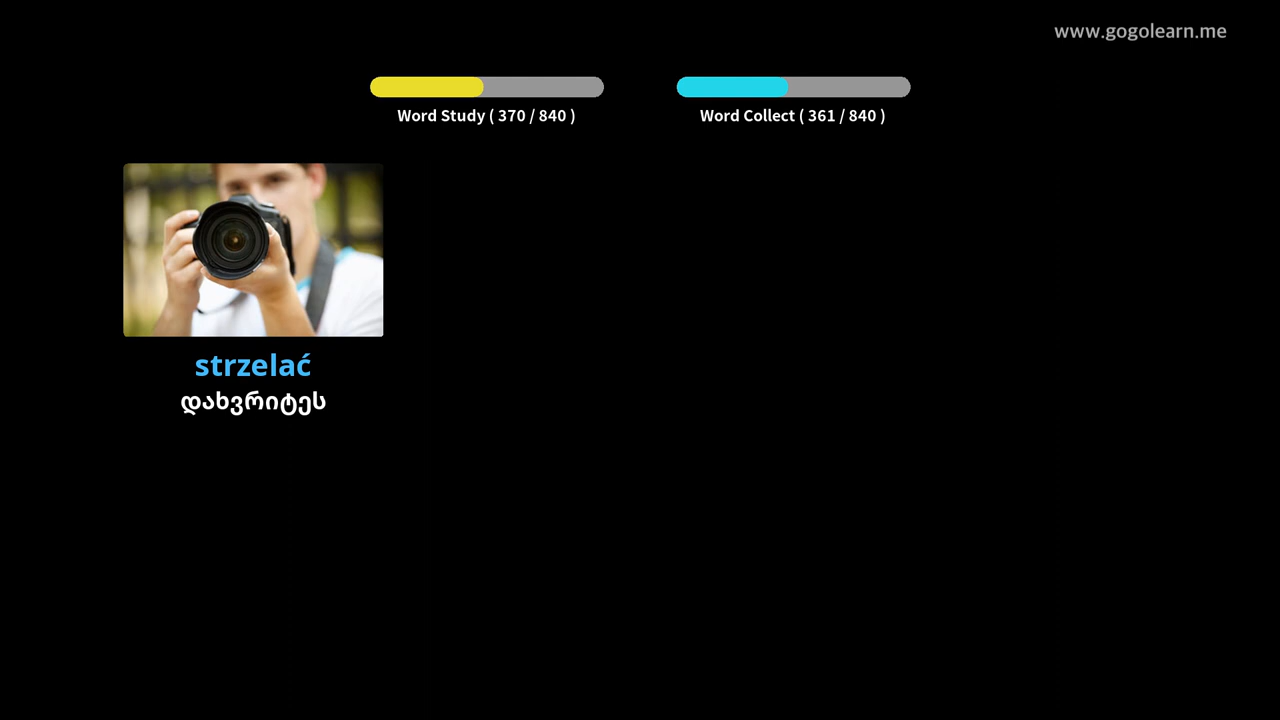 www.gogolearn.me
Word Study ( 370 / 840 )
Word Collect ( 361 / 840 )
strzelać
დახვრიტეს